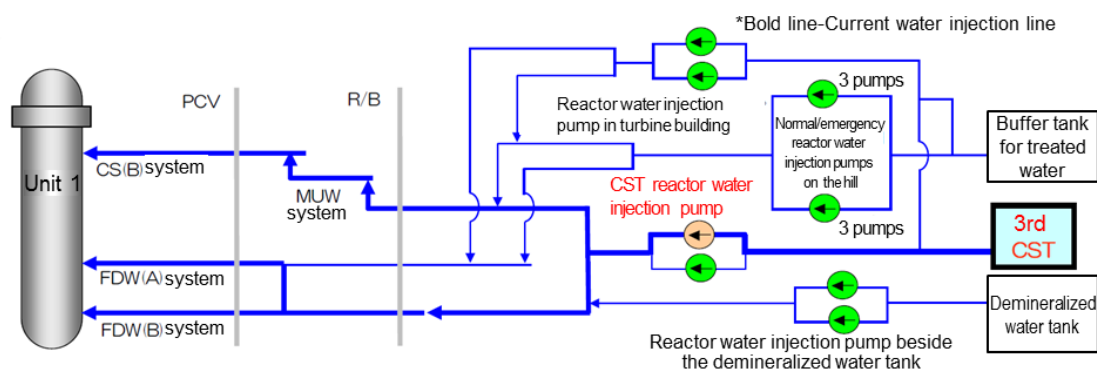 *Bold line-Current water injection line
PCV
R/B
3 pumps
Reactor water injection
pump in turbine building
Normal/emergency
reactor water
injection pumps
on the hill
Buffer tank
for treated
water
Unit 1
CS(B) system
MUW
system
CST reactor water
injection pump
3 pumps
3rd
CST
FDW(A) system
FDW(B) system
Demineralized
water tank
Reactor water injection pump beside
the demineralized water tank